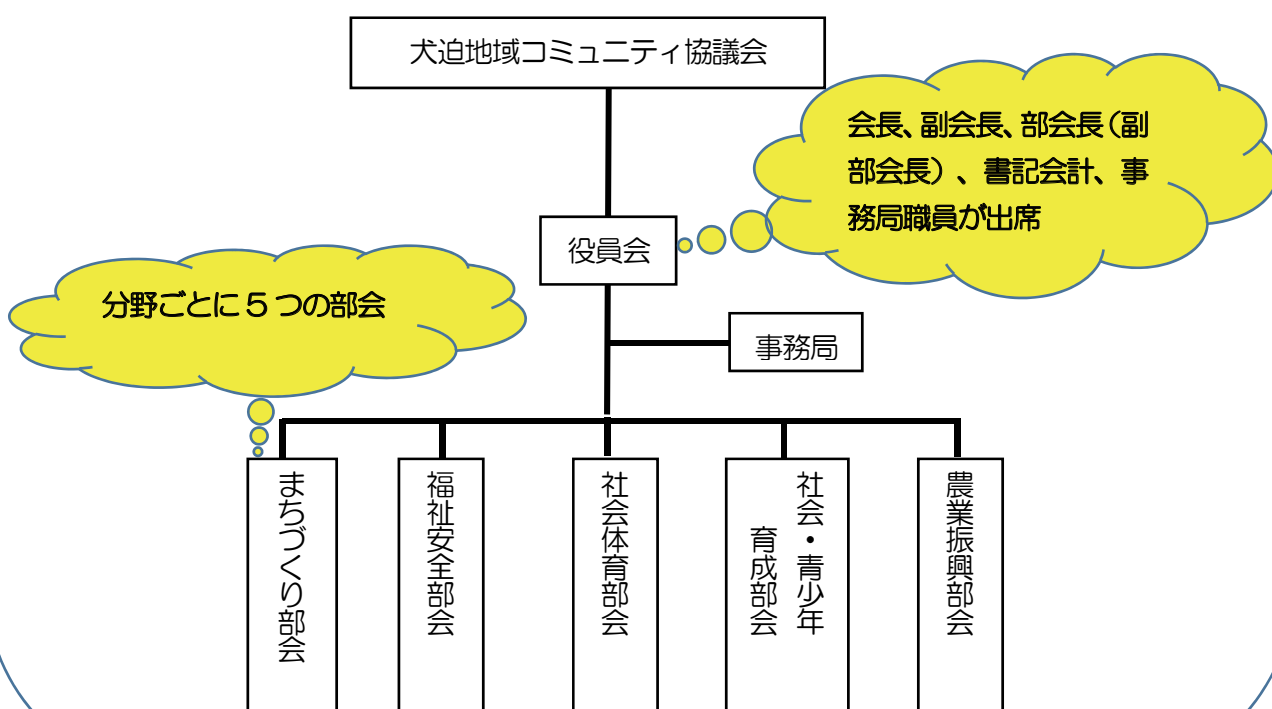 犬迫地域コミュニティ協議会
会長、副会長、部会長（副
部会長）、書記会計、事
務局職員が出席
役員会
分野ごとに５つの部会
事務局
まちづくり部会
福祉安全部会
社会体育部会
社会・青少年
育成部会
農業振興部会